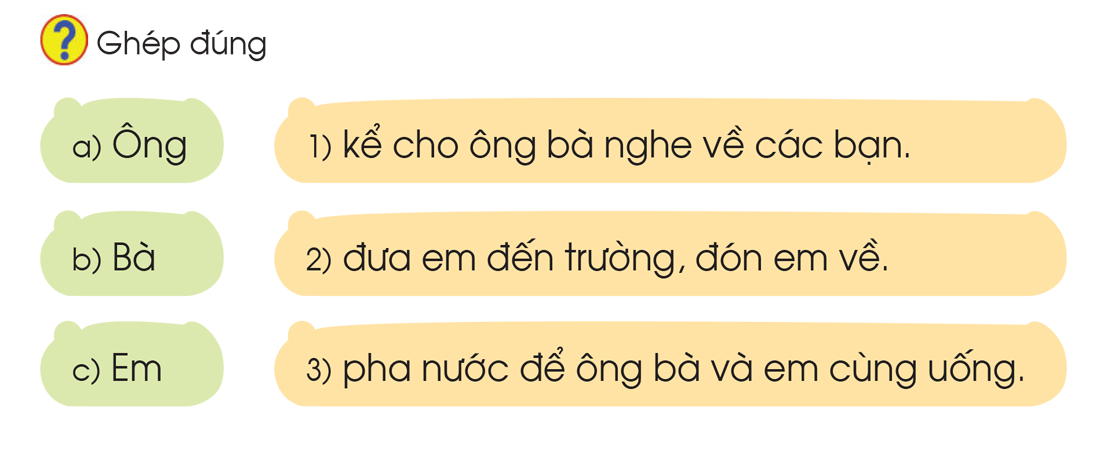 ? Ghép đúng
a) Ông 1) kể cho ông bà nghe về các bạn.
b) Bà 2) đưa em đến trường, đón em về.
c) Em 3) pha nước để ông bà và em cùng uống.